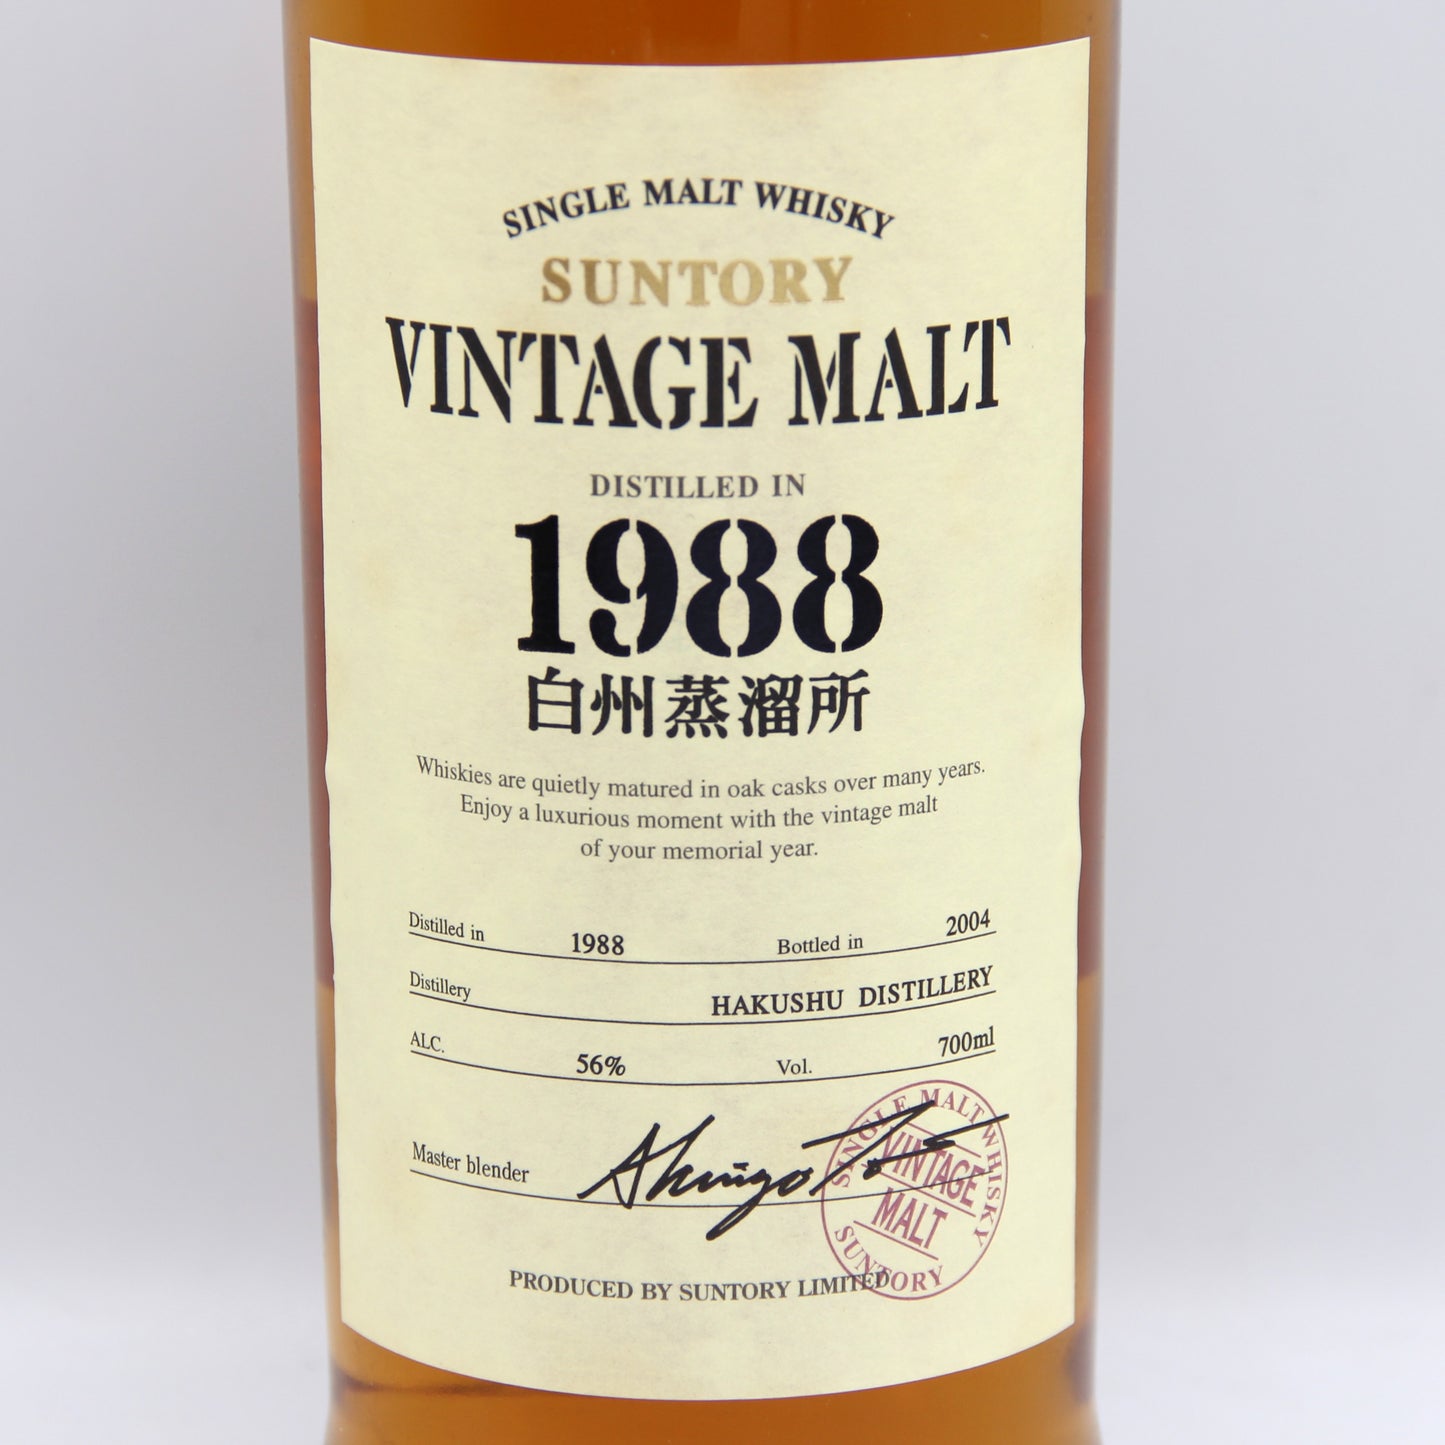 SINGLE MALT WHISKY
SUNTORY
VINTAGE MALT
DISTILLED IN
1988
白州蒸溜所
Whiskies are quietly matured in oak casks over many years.
Enjoy a luxurious moment with the vintage malt
of your memorial year.
Distilled in 1988 Bottled in 2004
Distillery HAKUSHU DISTILLERY
ALC. 56% Vol. 700ml
Master blender
SINGLE MALT WHISKY
VINTAGE
MALT
SUNTORY
PRODUCED BY SUNTORY LIMITED